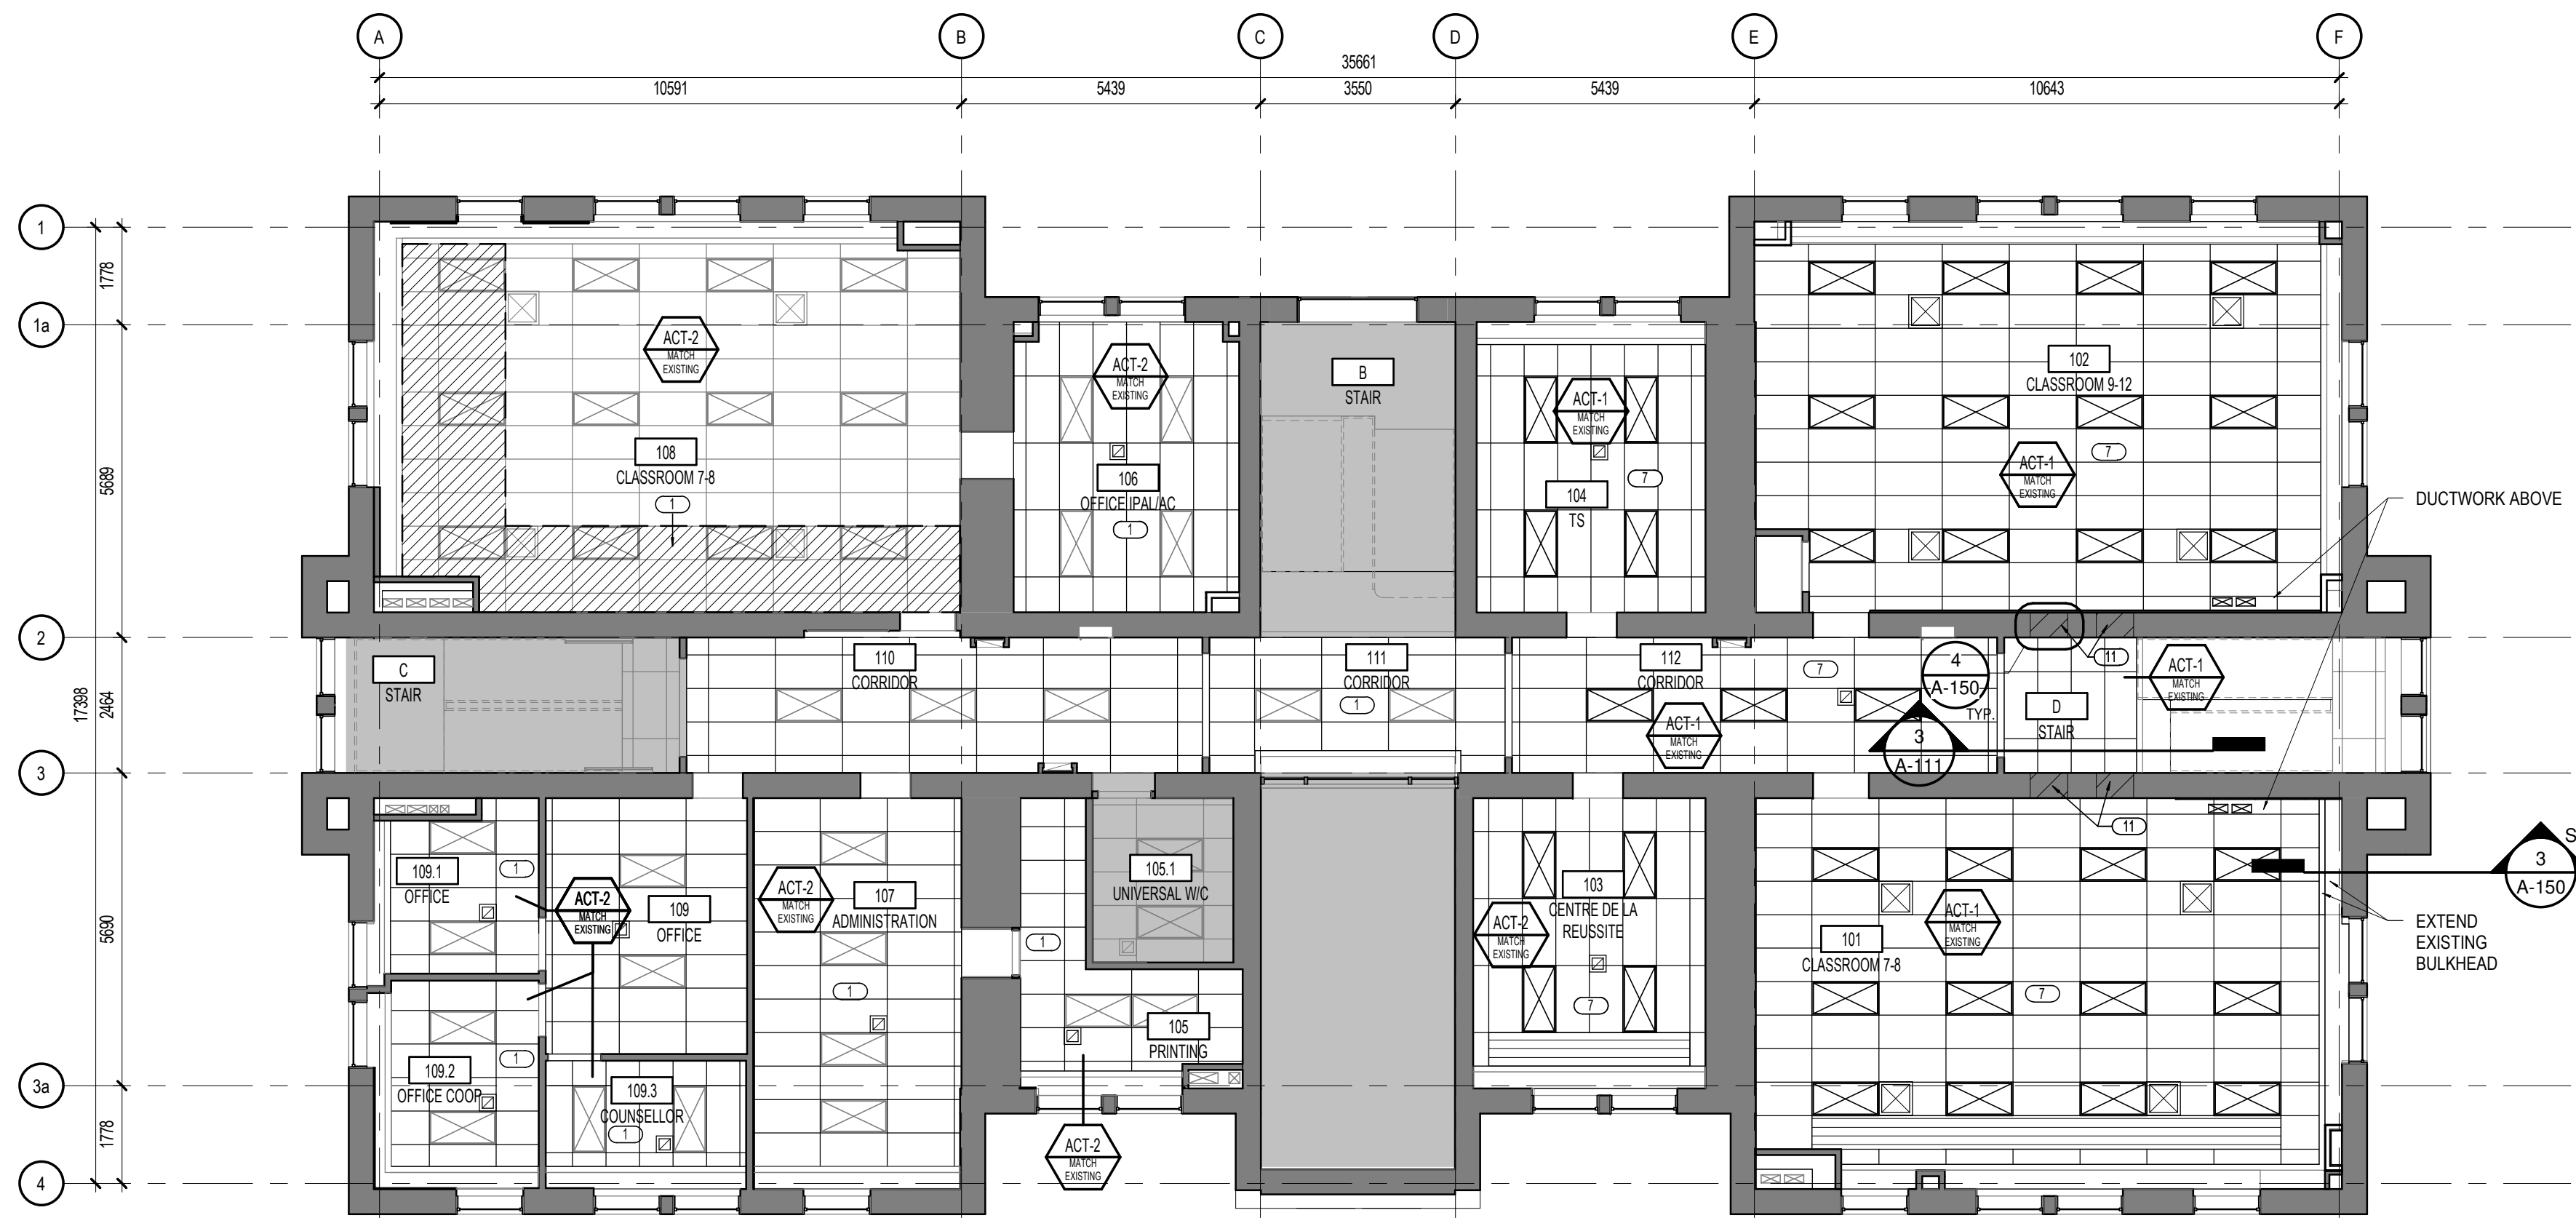 A
B
C
D
E
F
35661
10591
5439
3550
5439
10643
1
1a
2
3
3a
4
1778
5689
17398
2464
5690
1778
ACT-2
MATCH
EXISTING
108
CLASSROOM 7-8
1
ACT-2
MATCH
EXISTING
106
OFFICE IPAL/AC
1
B
STAIR
ACT-1
MATCH
EXISTING
7
104
TS
102
CLASSROOM 9-12
7
ACT-1
MATCH
EXISTING
DUCTWORK ABOVE
C
STAIR
110
CORRIDOR
111
CORRIDOR
1
112
CORRIDOR
7
ACT-1
MATCH
EXISTING
4
A-150
TYP.
3
A-111
11
D
STAIR
ACT-1
MATCH
EXISTING
109.1
OFFICE
1
ACT-2
MATCH
EXISTING
109
OFFICE
109.2
OFFICE COOP
1
109.3
COUNSELLOR
1
ACT-2
MATCH
EXISTING
107
ADMINISTRATION
1
1
105.1
UNIVERSAL W/C
105
PRINTING
ACT-2
MATCH
EXISTING
103
CENTRE DE LA
REUSSITE
ACT-2
MATCH
EXISTING
7
11
101
CLASSROOM 7-8
ACT-1
MATCH
EXISTING
7
S
3
A-150
EXTEND
EXISTING
BULKHEAD